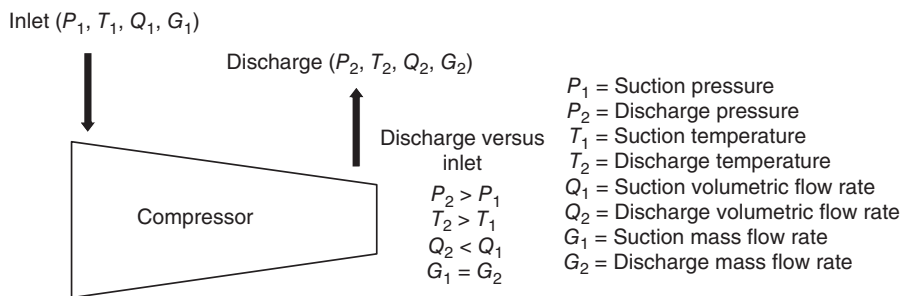 Inlet (P₁, T₁, Q₁, G₁)
Discharge (P₂, T₂, Q₂, G₂)
Compressor
Discharge versus
inlet
P₂ > P₁
T₂ > T₁
Q₂ < Q₁
G₁ = G₂
P₁ = Suction pressure
P₂ = Discharge pressure
T₁ = Suction temperature
T₂ = Discharge temperature
Q₁ = Suction volumetric flow rate
Q₂ = Discharge volumetric flow rate
G₁ = Suction mass flow rate
G₂ = Discharge mass flow rate